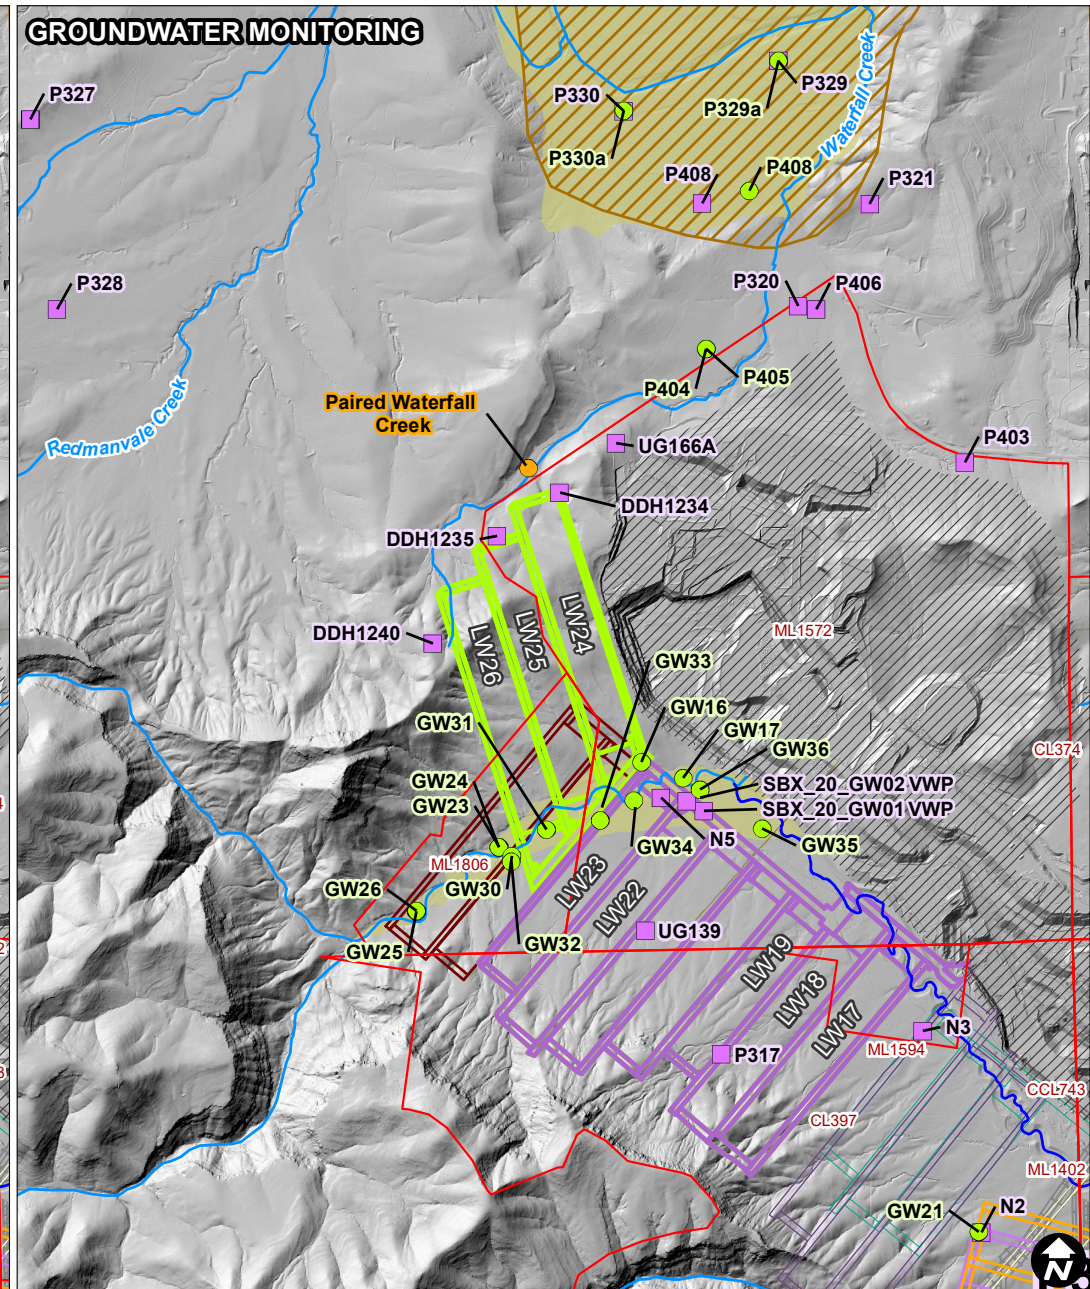 GROUNDWATER MONITORING
P327
P330
P329
P329a
Waterfall Creek
P330a
P408
P408
P321
P328
P320
P406
P404
P405
Redmanvale Creek
Paired Waterfall
Creek
UG166A
P403
DDH1234
DDH1235
DDH1240
LW26
LW25
LW24
ML1572
GW33
GW16
GW31
GW17
GW36
CL374
GW24
SBX_20_GW02 VWP
GW23
SBX_20_GW01 VWP
N5
GW34
GW35
ML1806
GW26
GW30
LW23
LW22
UG139
GW25
GW32
LW19
LW18
LW17
N3
P317
ML1594
CCL743
CL397
ML1402
GW21
N2
N